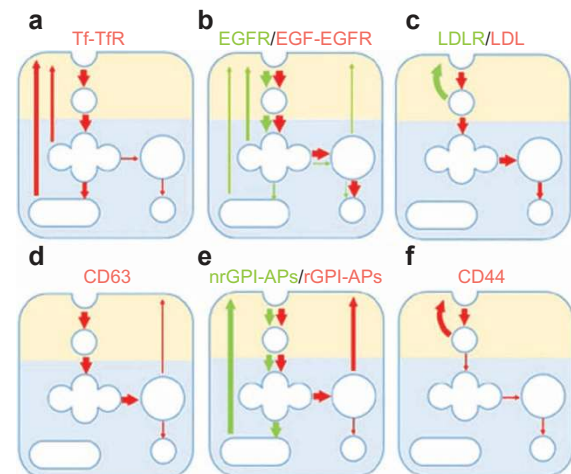 a
Tf-TfR
b
EGFR/EGF-EGFR
c
LDLR/LDL
d
CD63
e
nrGPI-APs/rGPI-APs
f
CD44